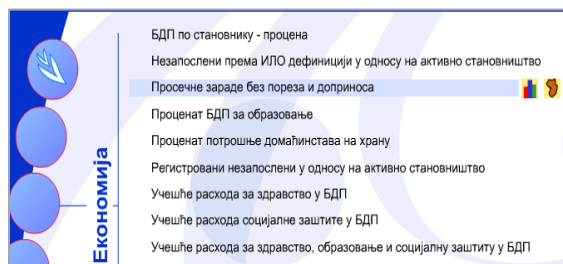 БДП по становнику - процена
Незапослени према ИЛО дефиницији у односу на активно становништво
Просечне зараде без пореза и доприноса
Проценат БДП за образовање
Проценат потрошње домаћинстава на храну
Регистровани незапослени у односу на активно становништво
Учешће расхода за здравство у БДП
Учешће расхода социјалне заштите у БДП
Учешће расхода за здравство, образовање и социјалну заштиту у БДП
Економија